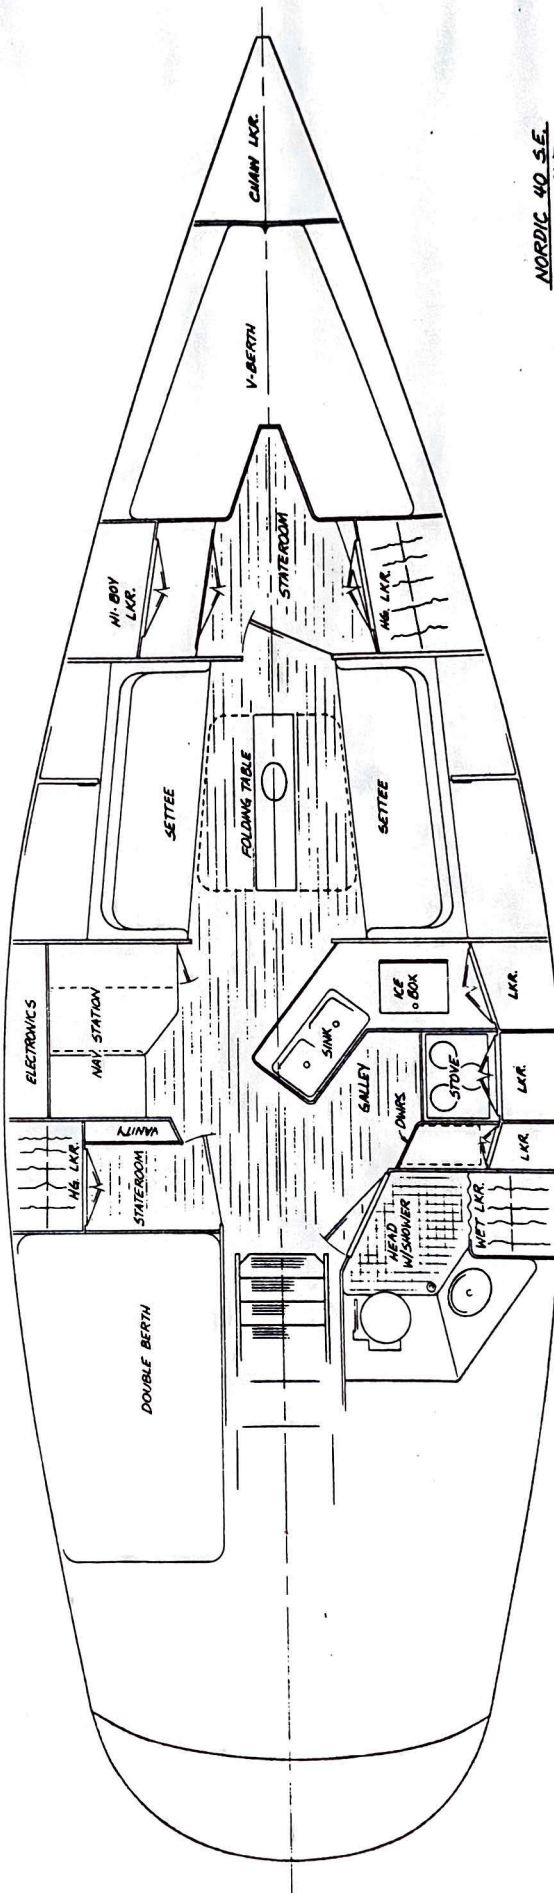 CHAIN LKR.
V-BERTH
STATEROOM
HI-BOY
LKR.
HG. LKR.
SETTEE
FOLDING TABLE
SETTEE
ELECTRONICS
NAV STATION
ICE
BOX
LKR.
SINK
GALLEY
STOVE
LKR.
DWRS.
LKR.
VANITY
HG. LKR.
STATEROOM
HEAD
W/SHOWER
WET LKR.
DOUBLE BERTH
NORDIC 40 S.E.